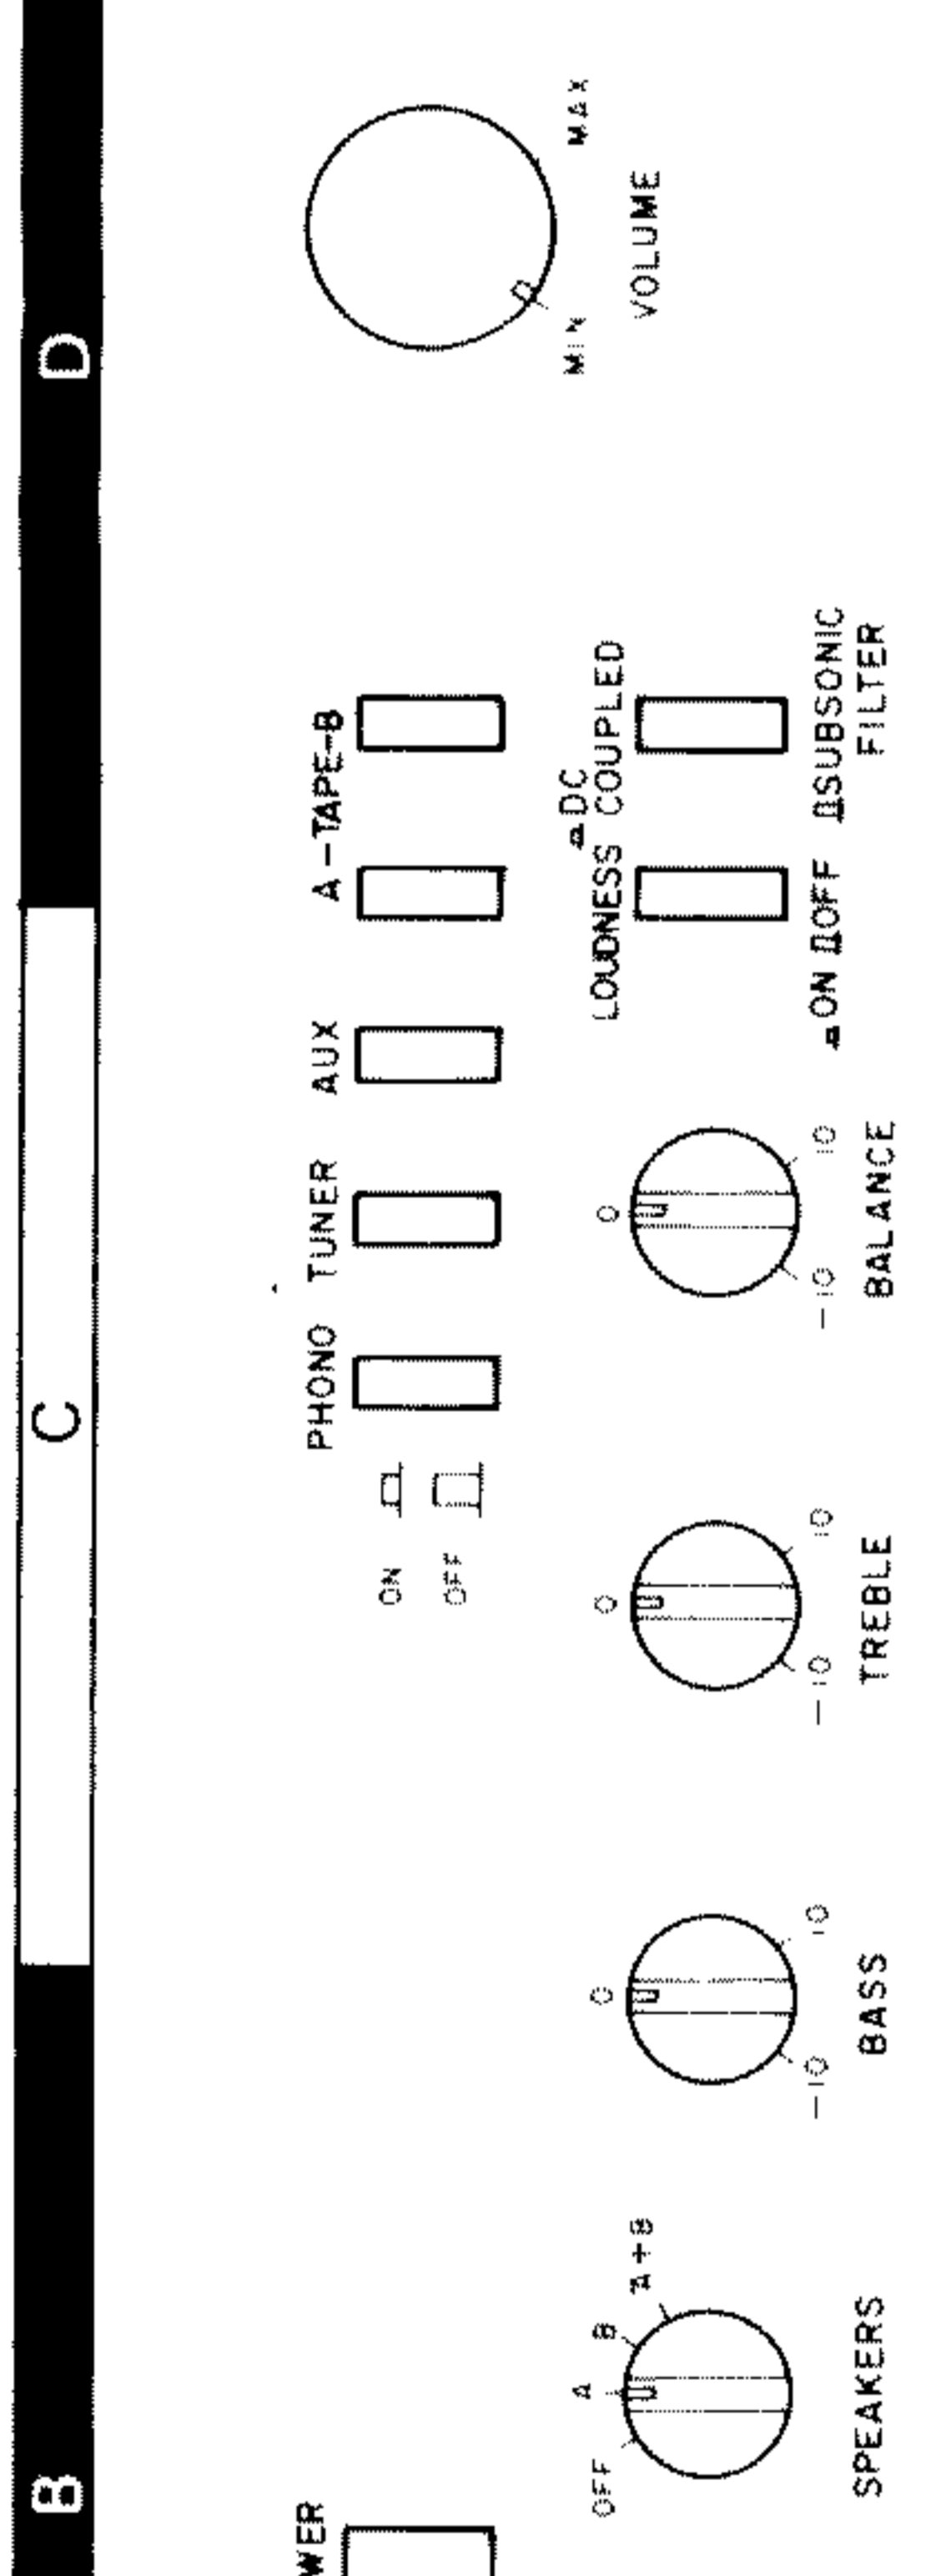 B
C
D
WER
PHONO
TUNER
AUX
A-TAPE-B
ON
OFF
MIN
MAX
VOLUME
DC
LOUDNESS COUPLED
ON OFF SUBSONIC
FILTER
OFF
A
B
A+B
SPEAKERS
0
-10
10
BASS
0
-10
10
TREBLE
0
-10
10
BALANCE